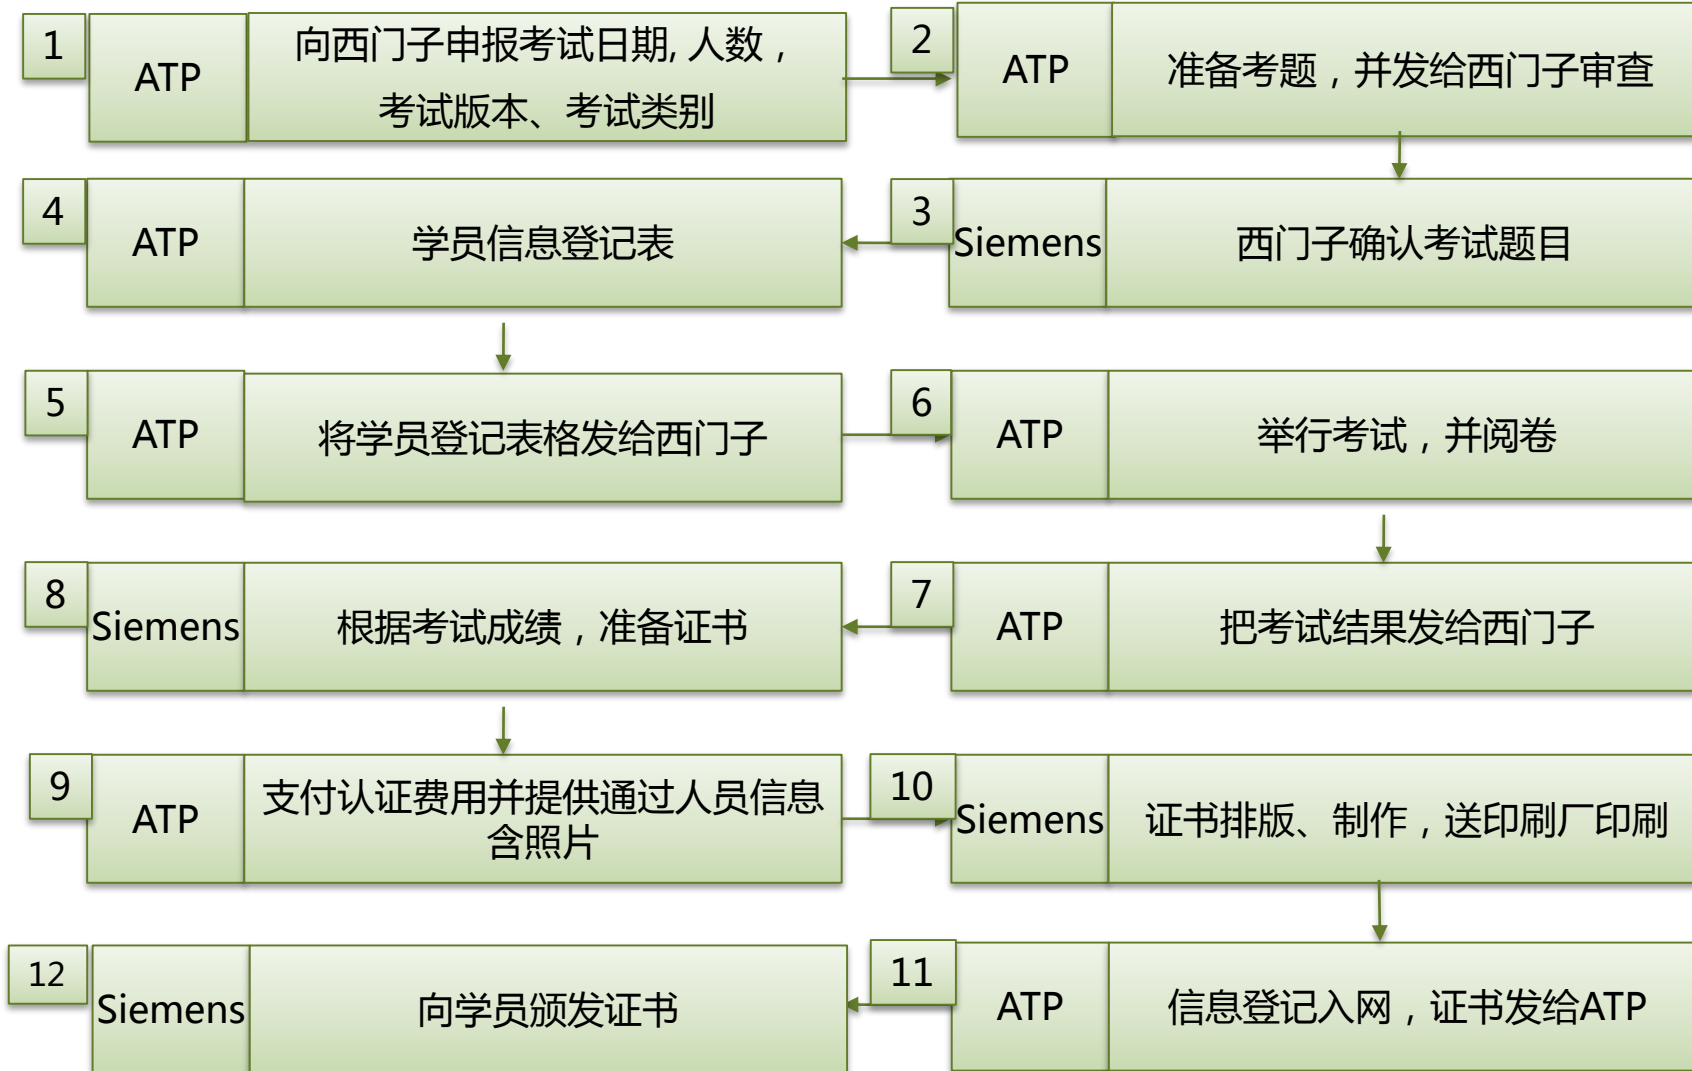 1
ATP
向西门子申报考试日期, 人数，
考试版本、考试类别
2
ATP
准备考题，并发给西门子审查
3
Siemens
西门子确认考试题目
4
ATP
学员信息登记表
5
ATP
将学员登记表格发给西门子
6
ATP
举行考试，并阅卷
7
ATP
把考试结果发给西门子
8
Siemens
根据考试成绩，准备证书
9
ATP
支付认证费用并提供通过人员信息
含照片
10
Siemens
证书排版、制作，送印刷厂印刷
11
ATP
信息登记入网，证书发给ATP
12
Siemens
向学员颁发证书